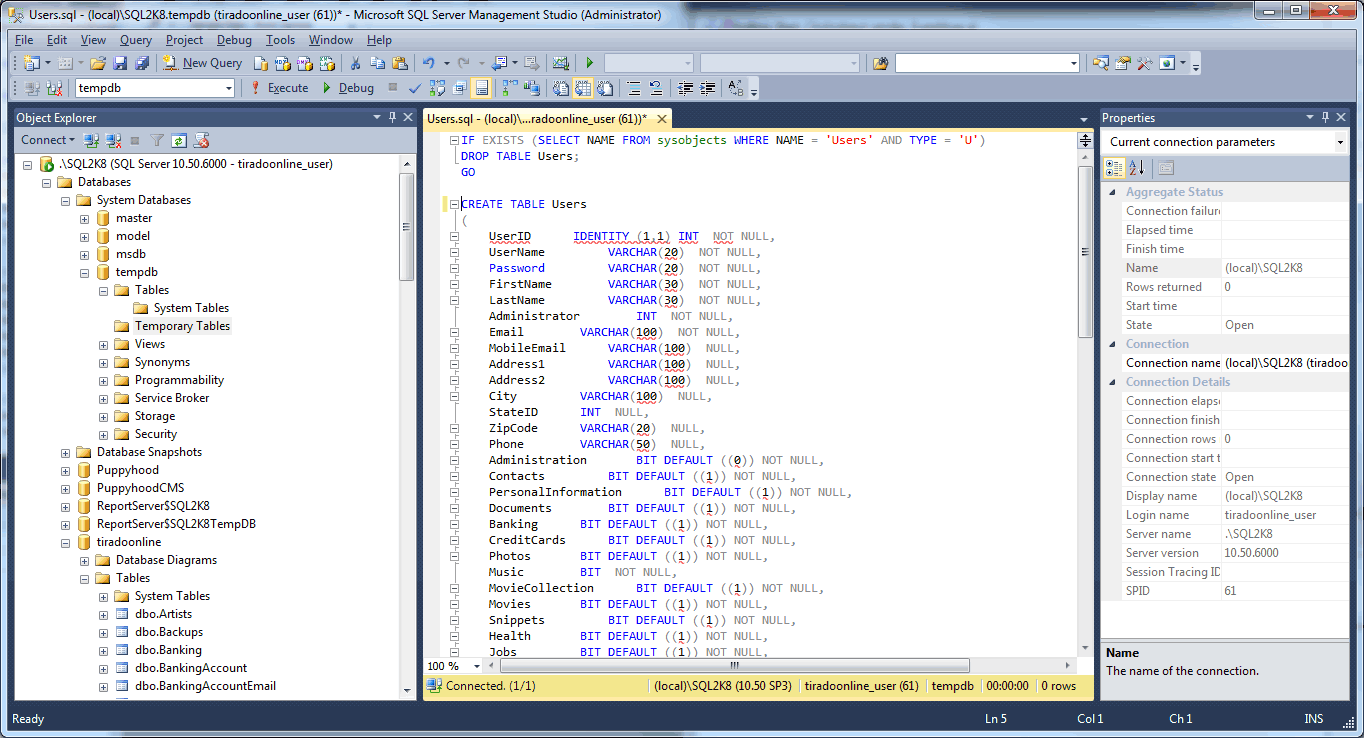 Users.sql - (local)\SQL2K8.tempdb (tiradoonline_user (61))* - Microsoft SQL Server Management Studio (Administrator)
File Edit View Query Project Debug Tools Window Help
New Query
tempdb Execute Debug
Object Explorer
Connect
.\SQL2K8 (SQL Server 10.50.6000 - tiradoonline_user)
Databases
System Databases
master
model
msdb
tempdb
Tables
System Tables
Temporary Tables
Views
Synonyms
Programmability
Service Broker
Storage
Security
Database Snapshots
Puppyhood
PuppyhoodCMS
ReportServer$SQL2K8
ReportServer$SQL2K8TempDB
tiradoonline
Database Diagrams
Tables
System Tables
dbo.Artists
dbo.Backups
dbo.Banking
dbo.BankingAccount
dbo.BankingAccountEmail
Users.sql - (local)\...radoonline_user (61))*
IF EXISTS (SELECT NAME FROM sysobjects WHERE NAME = 'Users' AND TYPE = 'U')
DROP TABLE Users;
GO
CREATE TABLE Users
(
UserID IDENTITY (1,1) INT NOT NULL,
UserName VARCHAR(20) NOT NULL,
Password VARCHAR(20) NOT NULL,
FirstName VARCHAR(30) NOT NULL,
LastName VARCHAR(30) NOT NULL,
Administrator INT NOT NULL,
Email VARCHAR(100) NOT NULL,
MobileEmail VARCHAR(100) NULL,
Address1 VARCHAR(100) NULL,
Address2 VARCHAR(100) NULL,
City VARCHAR(100) NULL,
StateID INT NULL,
ZipCode VARCHAR(20) NULL,
Phone VARCHAR(50) NULL,
Administration BIT DEFAULT ((0)) NOT NULL,
Contacts BIT DEFAULT ((1)) NOT NULL,
PersonalInformation BIT DEFAULT ((1)) NOT NULL,
Documents BIT DEFAULT ((1)) NOT NULL,
Banking BIT DEFAULT ((1)) NOT NULL,
CreditCards BIT DEFAULT ((1)) NOT NULL,
Photos BIT DEFAULT ((1)) NOT NULL,
Music BIT NOT NULL,
MovieCollection BIT DEFAULT ((1)) NOT NULL,
Movies BIT DEFAULT ((1)) NOT NULL,
Snippets BIT DEFAULT ((1)) NOT NULL,
Health BIT DEFAULT ((1)) NOT NULL,
Jobs BIT DEFAULT ((1)) NOT NULL,
100 %
Connected. (1/1) (local)\SQL2K8 (10.50 SP3) tiradoonline_user (61) tempdb 00:00:00 0 rows
Properties
Current connection parameters
Aggregate Status
Connection failure
Elapsed time
Finish time
Name (local)\SQL2K8
Rows returned 0
Start time
State Open
Connection
Connection name (local)\SQL2K8 (tiradoo
Connection Details
Connection elapse
Connection finish
Connection rows 0
Connection start t
Connection state Open
Display name (local)\SQL2K8
Login name tiradoonline_user
Server name .\SQL2K8
Server version 10.50.6000
Session Tracing ID
SPID 61
Name
The name of the connection.
Ready Ln 5 Col 1 Ch 1 INS